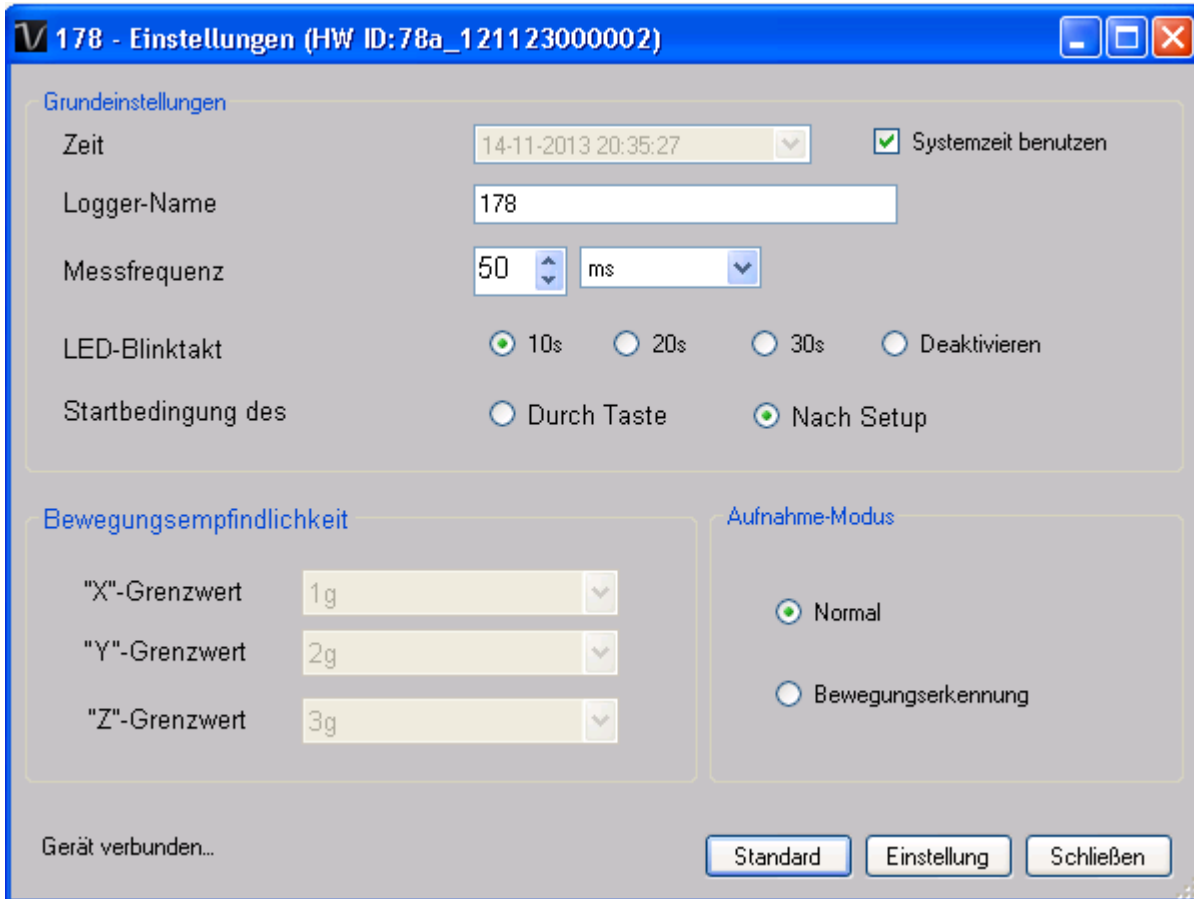 178 - Einstellungen (HW ID:78a_121123000002)
Grundeinstellungen
Zeit 14-11-2013 20:35:27 Systemzeit benutzen
Logger-Name 178
Messfrequenz 50 ms
LED-Blinktakt 10s 20s 30s Deaktivieren
Startbedingung des Durch Taste Nach Setup
Bewegungsempfindlichkeit
"X"-Grenzwert 1g
"Y"-Grenzwert 2g
"Z"-Grenzwert 3g
Aufnahme-Modus
Normal
Bewegungserkennung
Gerät verbunden... Standard Einstellung Schließen